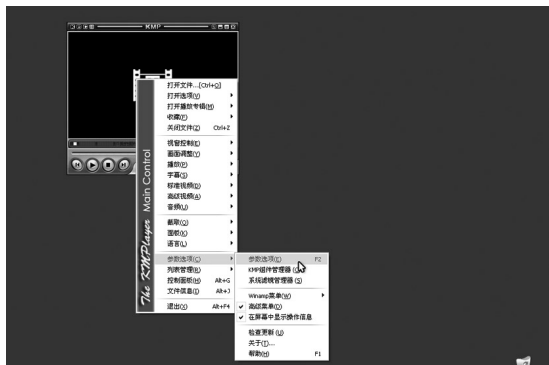 KMP
打开文件...(Ctrl+O)
打开选项(V)
打开播放专辑(M)
收藏(F)
关闭文件(Z) Ctrl+Z
视窗控制(E)
画面调整(Y)
播放(P)
字幕(S)
标准视频(D)
高级视频(A)
音频(U)
截取(Q)
面板(K)
语言(L)
参数选项(C)
列表管理(R)
控制面板(H) Alt+G
文件信息(I) Alt+J
退出(X) Alt+F4
The KMPlayer Main Control
参数选项(E) F2
KMP组件管理器
系统滤镜管理器 (S)
Winamp菜单(W)
高级菜单(D)
在屏幕中显示操作信息
检查更新 (U)
关于(T)...
帮助(H) F1